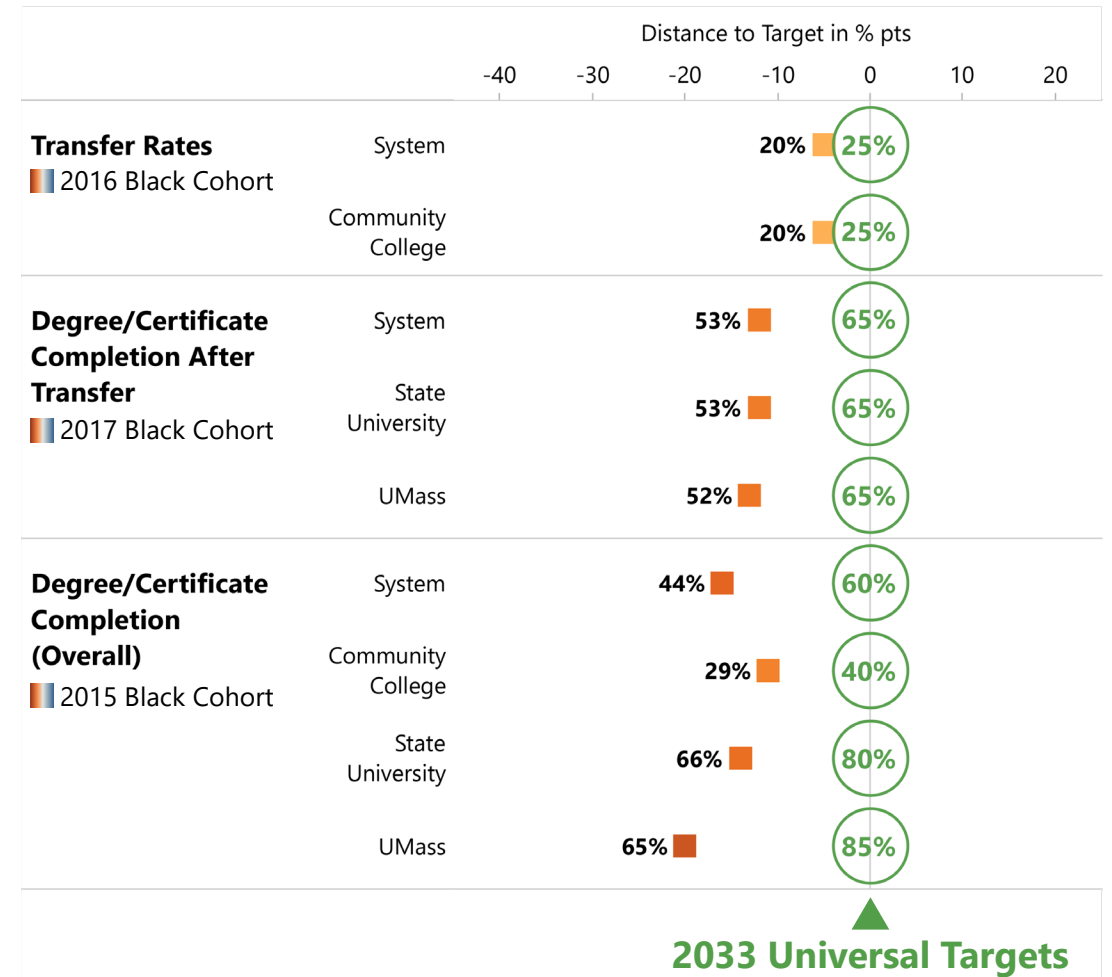 Distance to Target in % pts
-40 -30 -20 -10 0 10 20
Transfer Rates
2016 Black Cohort
System
20% 25%
Community
College
20% 25%
Degree/Certificate
Completion After
Transfer
2017 Black Cohort
System
53% 65%
State
University
53% 65%
UMass
52% 65%
Degree/Certificate
Completion
(Overall)
2015 Black Cohort
System
44% 60%
Community
College
29% 40%
State
University
66% 80%
UMass
65% 85%
2033 Universal Targets